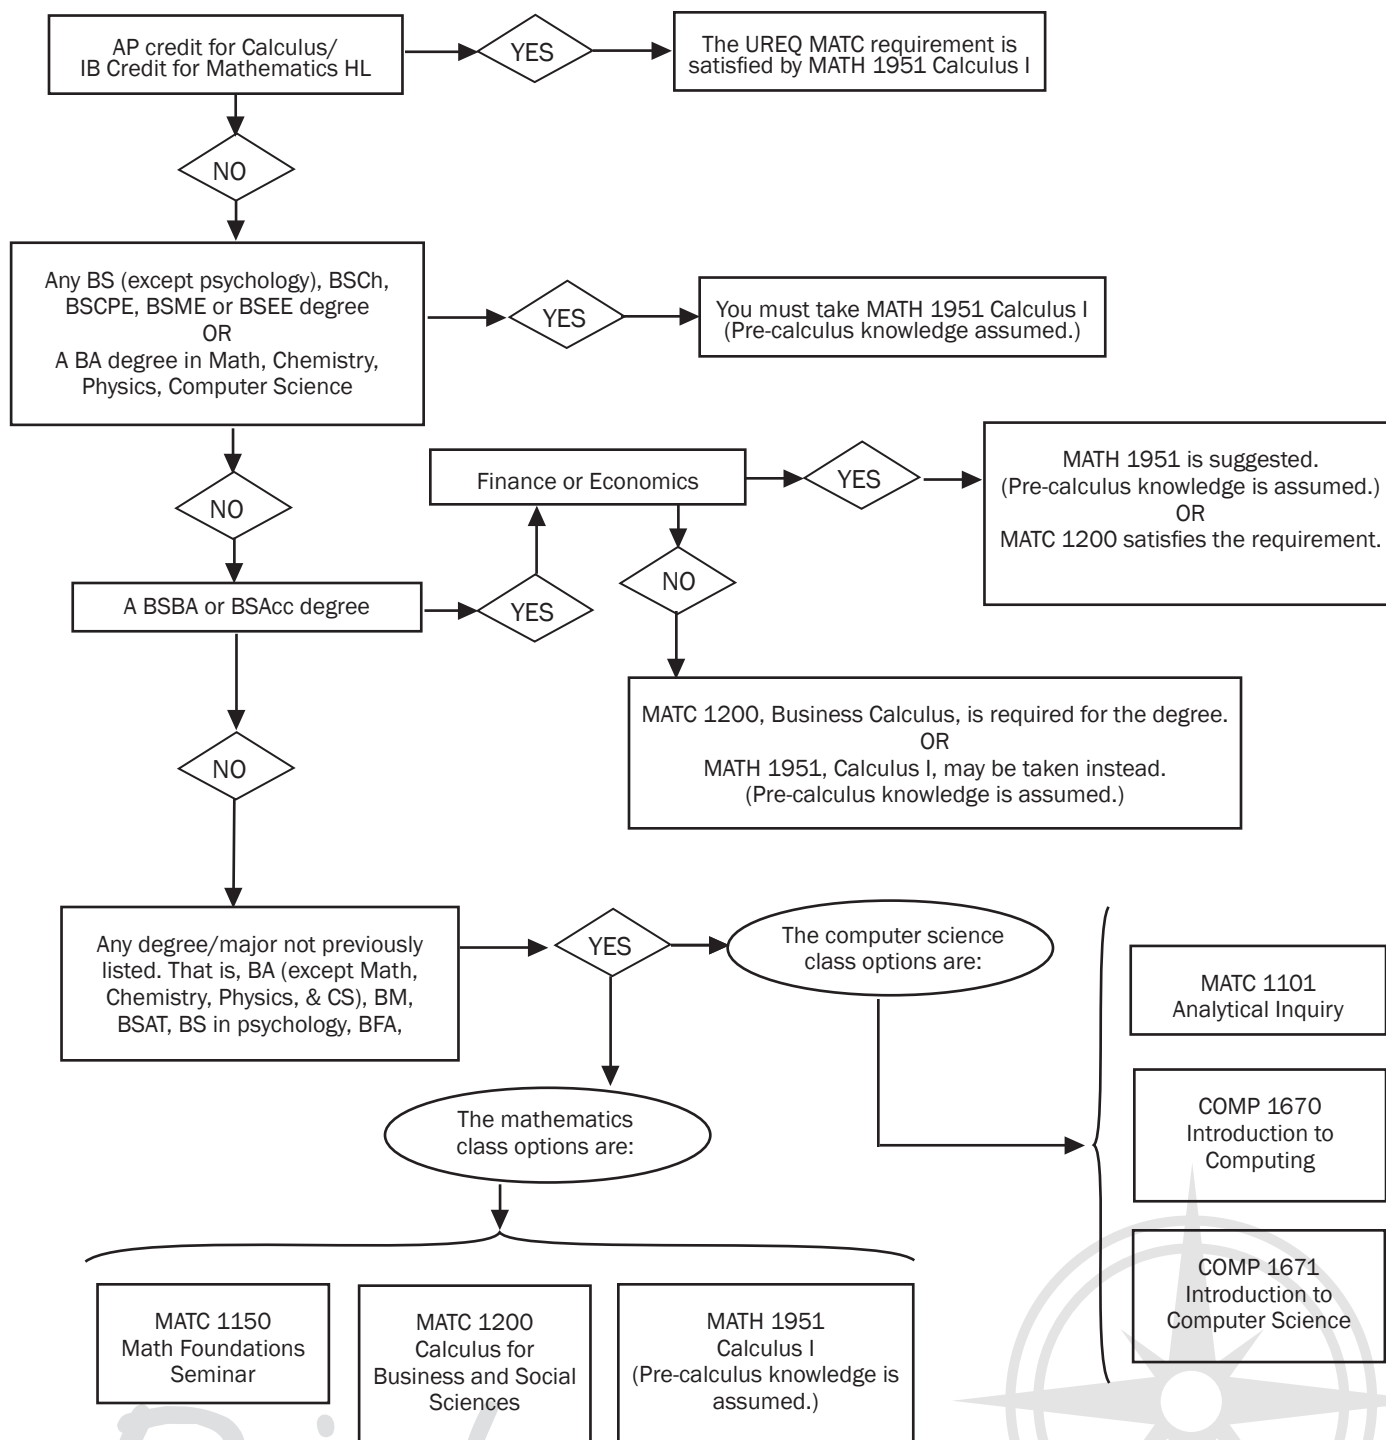 AP credit for Calculus/
IB Credit for Mathematics HL
YES
The UREQ MATC requirement is
satisfied by MATH 1951 Calculus I
NO
Any BS (except psychology), BSCh,
BSCPE, BSME or BSEE degree
OR
A BA degree in Math, Chemistry,
Physics, Computer Science
YES
You must take MATH 1951 Calculus I
(Pre-calculus knowledge assumed.)
NO
Finance or Economics
YES
MATH 1951 is suggested.
(Pre-calculus knowledge is assumed.)
OR
MATC 1200 satisfies the requirement.
A BSBA or BSAcc degree
YES
NO
MATC 1200, Business Calculus, is required for the degree.
OR
MATH 1951, Calculus I, may be taken instead.
(Pre-calculus knowledge is assumed.)
NO
Any degree/major not previously
listed. That is, BA (except Math,
Chemistry, Physics, & CS), BM,
BSAT, BS in psychology, BFA,
YES
The computer science
class options are:
MATC 1101
Analytical Inquiry
COMP 1670
Introduction to
Computing
COMP 1671
Introduction to
Computer Science
The mathematics
class options are:
MATC 1150
Math Foundations
Seminar
MATC 1200
Calculus for
Business and Social
Sciences
MATH 1951
Calculus I
(Pre-calculus knowledge is
assumed.)